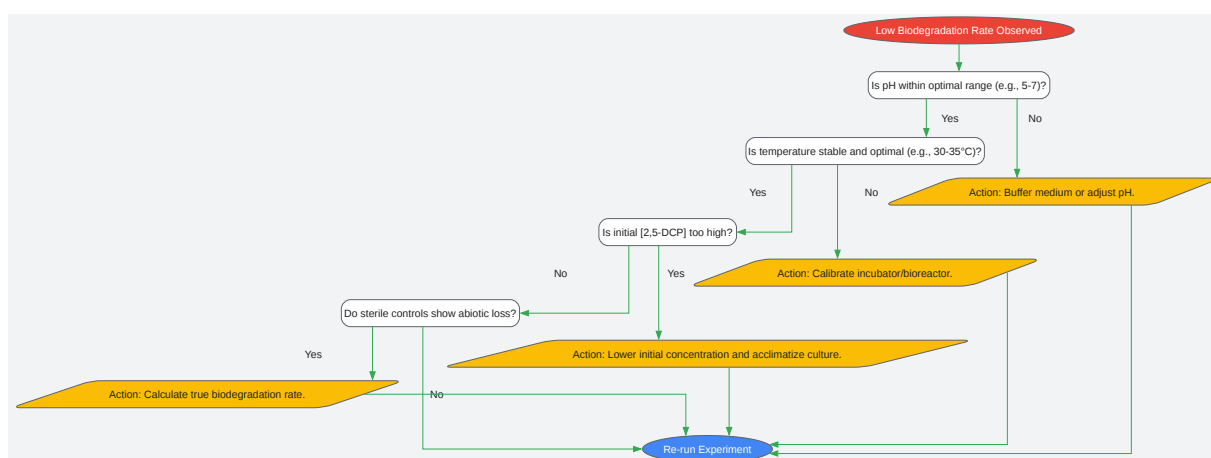 Low Biodegradation Rate Observed
Is pH within optimal range (e.g., 5-7)?
Yes
No
Is temperature stable and optimal (e.g., 30-35°C)?
Yes
No
Action: Buffer medium or adjust pH.
Is initial [2,5-DCP] too high?
No
Yes
Action: Calibrate incubator/bioreactor.
Do sterile controls show abiotic loss?
Yes
Action: Lower initial concentration and acclimatize culture.
Action: Calculate true biodegradation rate.
No
Re-run Experiment